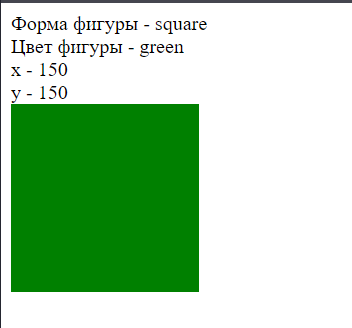 Форма фигуры - square
Цвет фигуры - green
x - 150
y - 150